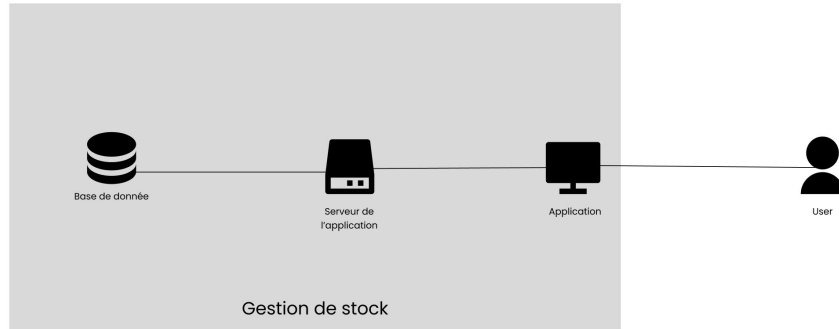 Base de donnée
Serveur de
l'application
Application
User
Gestion de stock